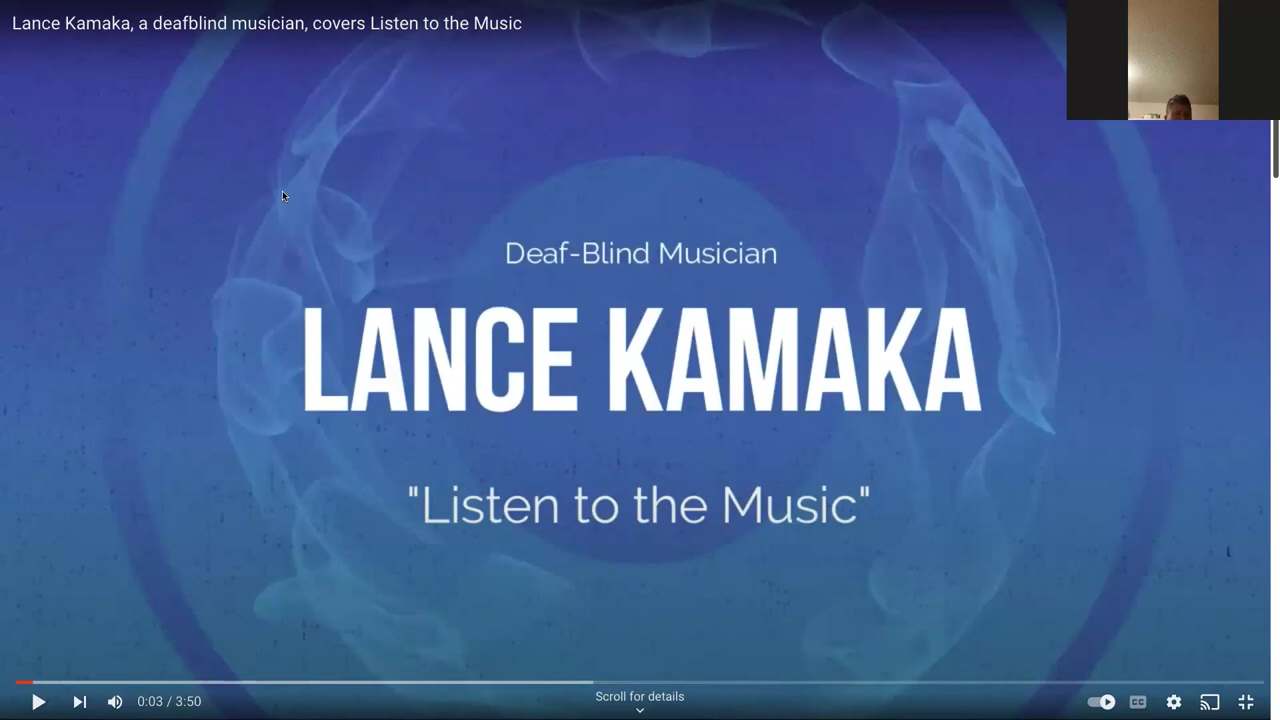 Lance Kamaka, a deafblind musician, covers Listen to the Music
Deaf-Blind Musician
LANCE KAMAKA
"Listen to the Music"
0:03 / 3:50
Scroll for details
CC